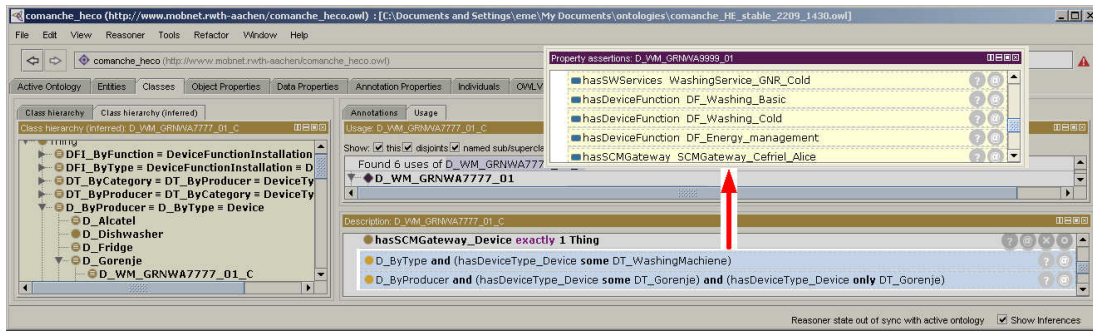 comanche_heco (http://www.mobnet.rwth-aachen/comanche_heco.owl) : [C:\Documents and Settings\eme\My Documents\ontologies\comanche_HE_stable_2209_1430.owl]
File Edit View Reasoner Tools Refactor Window Help
comanche_heco (http://www.mobnet.rwth-aachen/comanche_heco.owl)
Property assertions: D_WM_GRNWA9999_01
hasSWServices WashingService_GNR_Cold
hasDeviceFunction DF_Washing_Basic
hasDeviceFunction DF_Washing_Cold
hasDeviceFunction DF_Energy_management
hasSCMGateway SCMGateway_Cefriel_Alice
Active Ontology Entities Classes Object Properties Data Properties Annotation Properties Individuals OWLV
Class hierarchy Class hierarchy (inferred)
Class hierarchy (inferred): D_WM_GRNWA7777_01_C
Thing
DFI_ByFunction ≡ DeviceFunctionInstallation
DFI_ByType ≡ DeviceFunctionInstallation ≡ D
DT_ByCategory ≡ DT_ByProducer ≡ DeviceTy
DT_ByProducer ≡ DT_ByCategory ≡ DeviceTy
D_ByProducer ≡ D_ByType ≡ Device
D_Alcatel
D_Dishwasher
D_Fridge
D_Gorenje
D_WM_GRNWA7777_01_C
Annotations Usage
Usage: D_WM_GRNWA7777_01_C
Show: this disjoints named sub/supercla
Found 6 uses of D_WM_GRNWA777
D_WM_GRNWA7777_01
Description: D_WM_GRNWA7777_01_C
hasSCMGateway_Device exactly 1 Thing
D_ByType and (hasDeviceType_Device some DT_WashingMachiene)
D_ByProducer and (hasDeviceType_Device some DT_Gorenje) and (hasDeviceType_Device only DT_Gorenje)
Reasoner state out of sync with active ontology Show Inferences